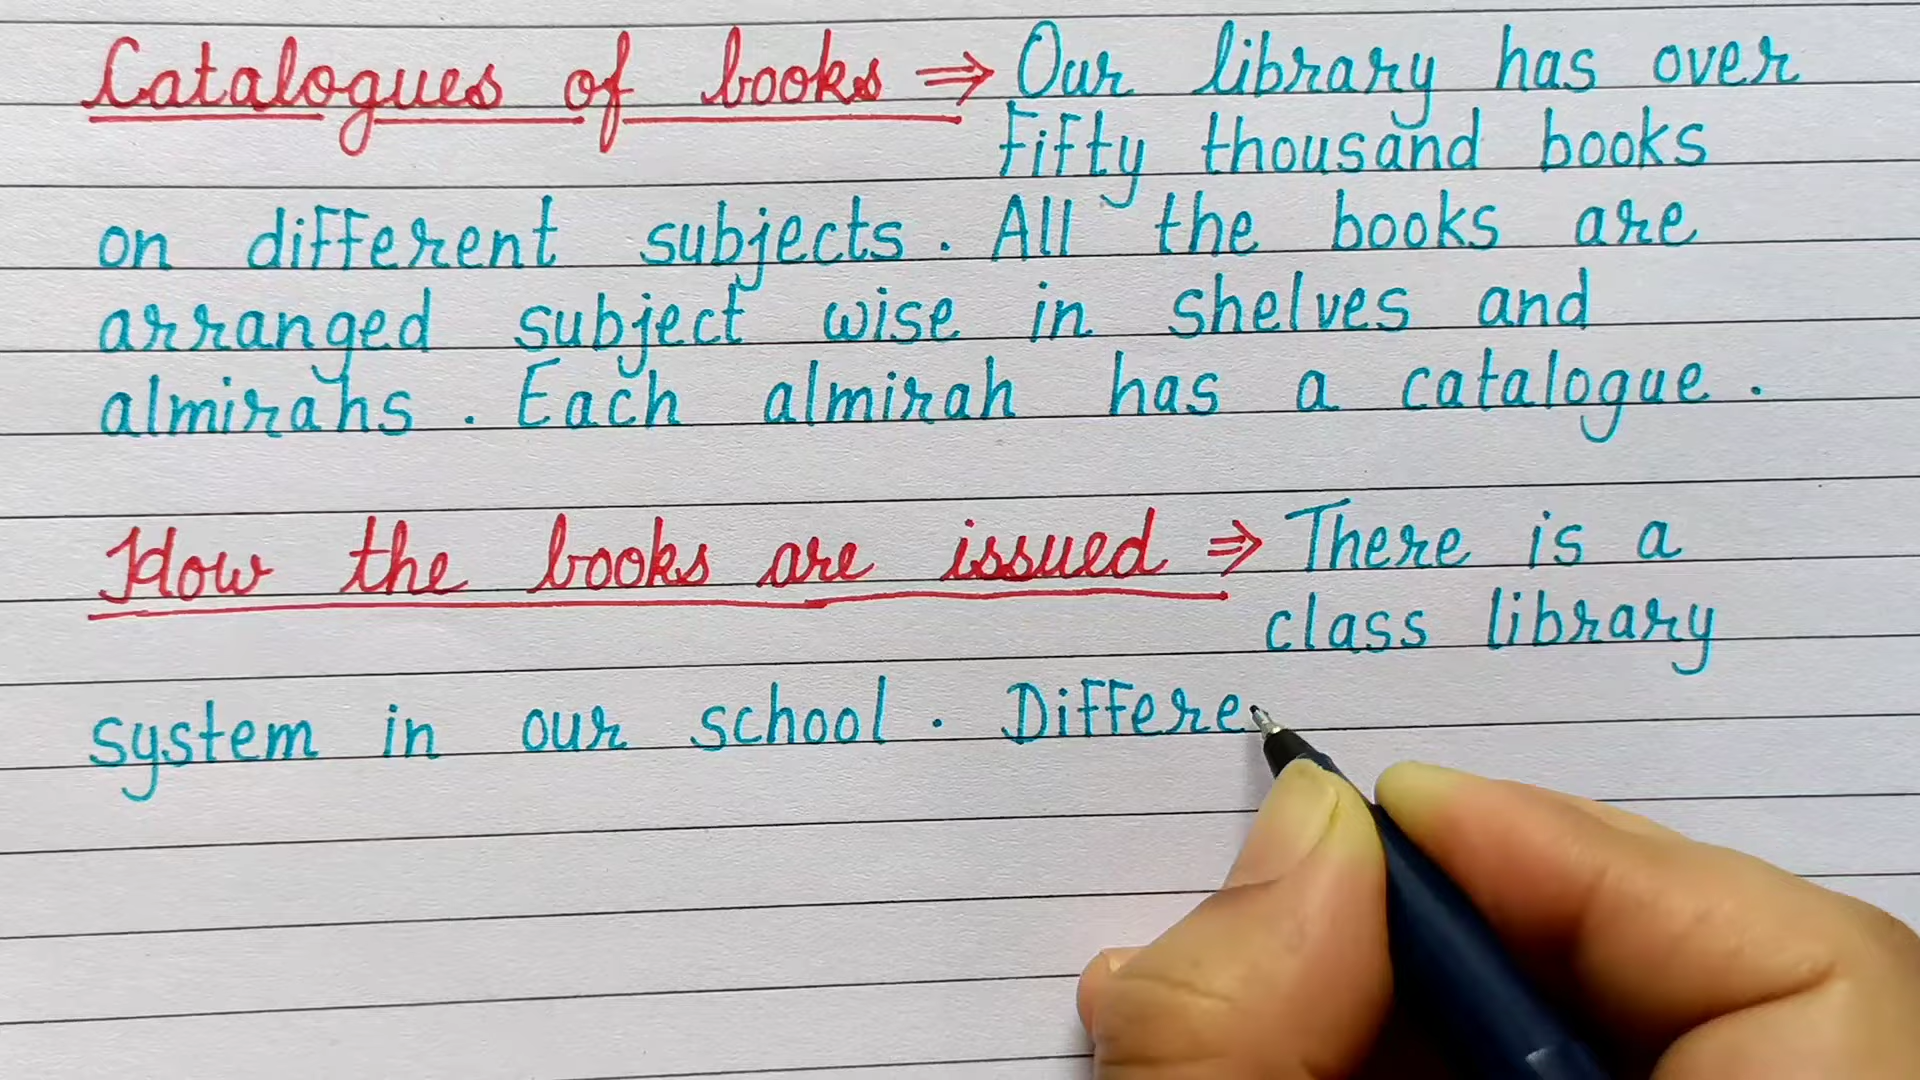 Catalogues of books ⇒ Our library has over
Fifty thousand books
on different subjects. All the books are
arranged subject wise in shelves and
almirahs. Each almirah has a catalogue.
How the books are issued ⇒ There is a
class library
system in our school. Differe